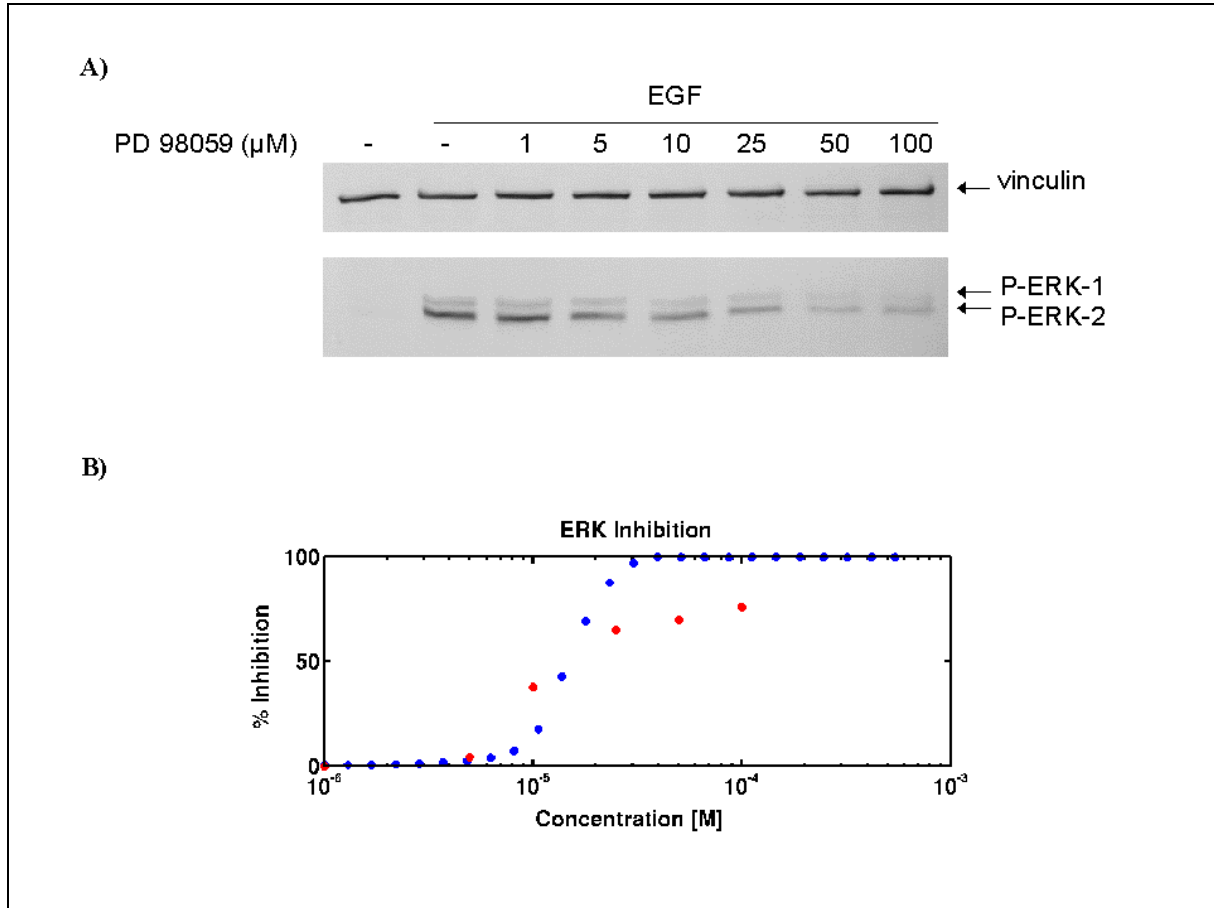 A)
EGF
PD 98059 (µM) - - 1 5 10 25 50 100
vinculin
P-ERK-1
P-ERK-2
B)
ERK Inhibition
% Inhibition
100
50
0
10-6 10-5 10-4 10-3
Concentration [M]